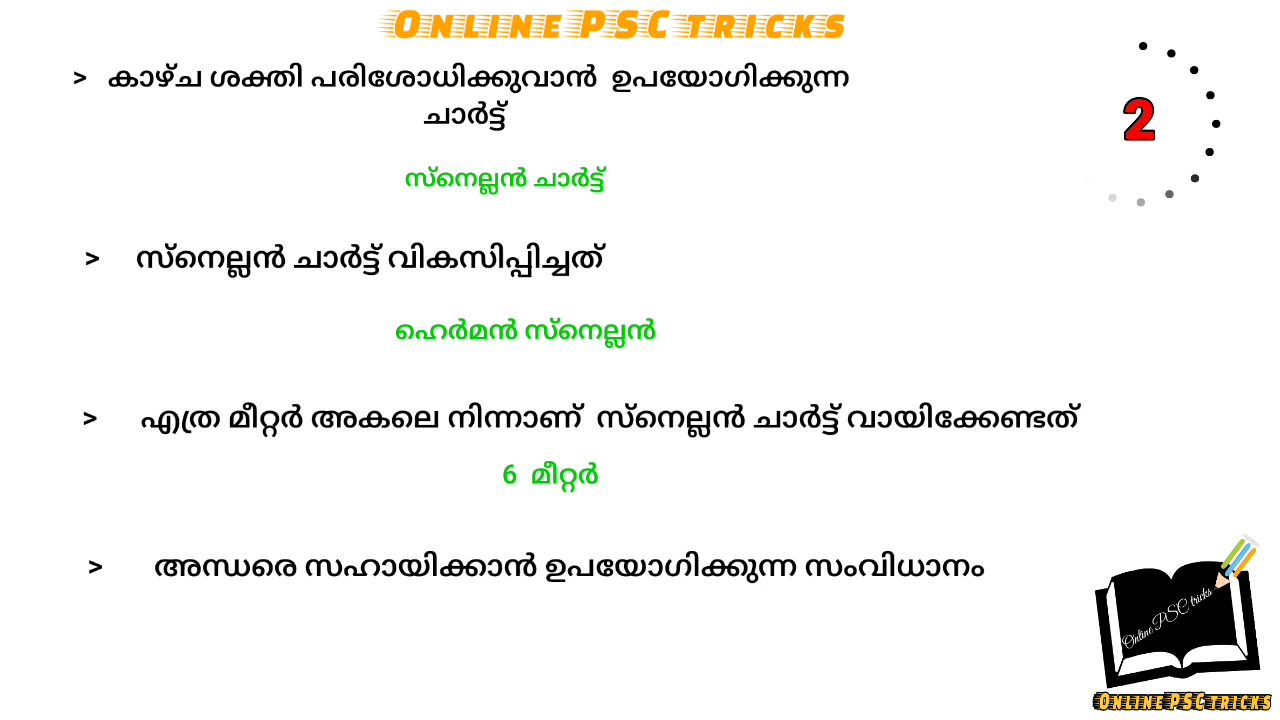 Online PSC tricks
> കാഴ്ച ശക്തി പരിശോധിക്കുവാൻ ഉപയോഗിക്കുന്ന
ചാർട്ട്
2
സ്നെല്ലൻ ചാർട്ട്
> സ്നെല്ലൻ ചാർട്ട് വികസിപ്പിച്ചത്
ഹെർമൻ സ്നെല്ലൻ
> എത്ര മീറ്റർ അകലെ നിന്നാണ് സ്നെല്ലൻ ചാർട്ട് വായിക്കേണ്ടത്
6 മീറ്റർ
> അന്ധരെ സഹായിക്കാൻ ഉപയോഗിക്കുന്ന സംവിധാനം
Online PSC tricks
Online PSC tricks